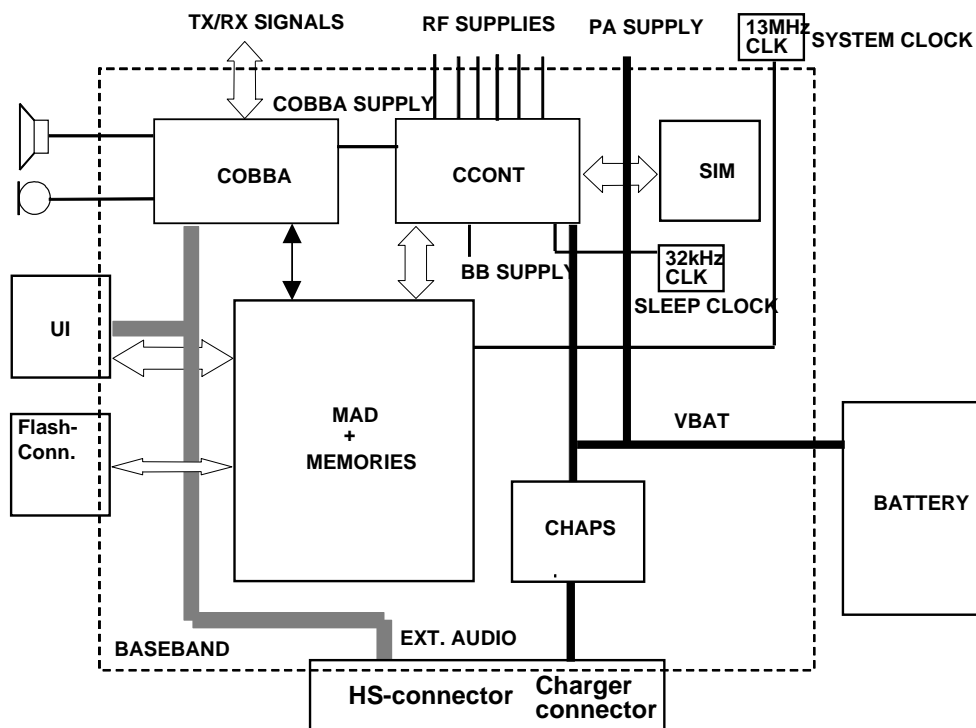 TX/RX SIGNALS
RF SUPPLIES
PA SUPPLY
13MHz
CLK
SYSTEM CLOCK
COBBA SUPPLY
COBBA
CCONT
SIM
BB SUPPLY
32kHz
CLK
SLEEP CLOCK
UI
Flash-
Conn.
MAD
+
MEMORIES
VBAT
CHAPS
BATTERY
BASEBAND
EXT. AUDIO
HS-connector
Charger
connector